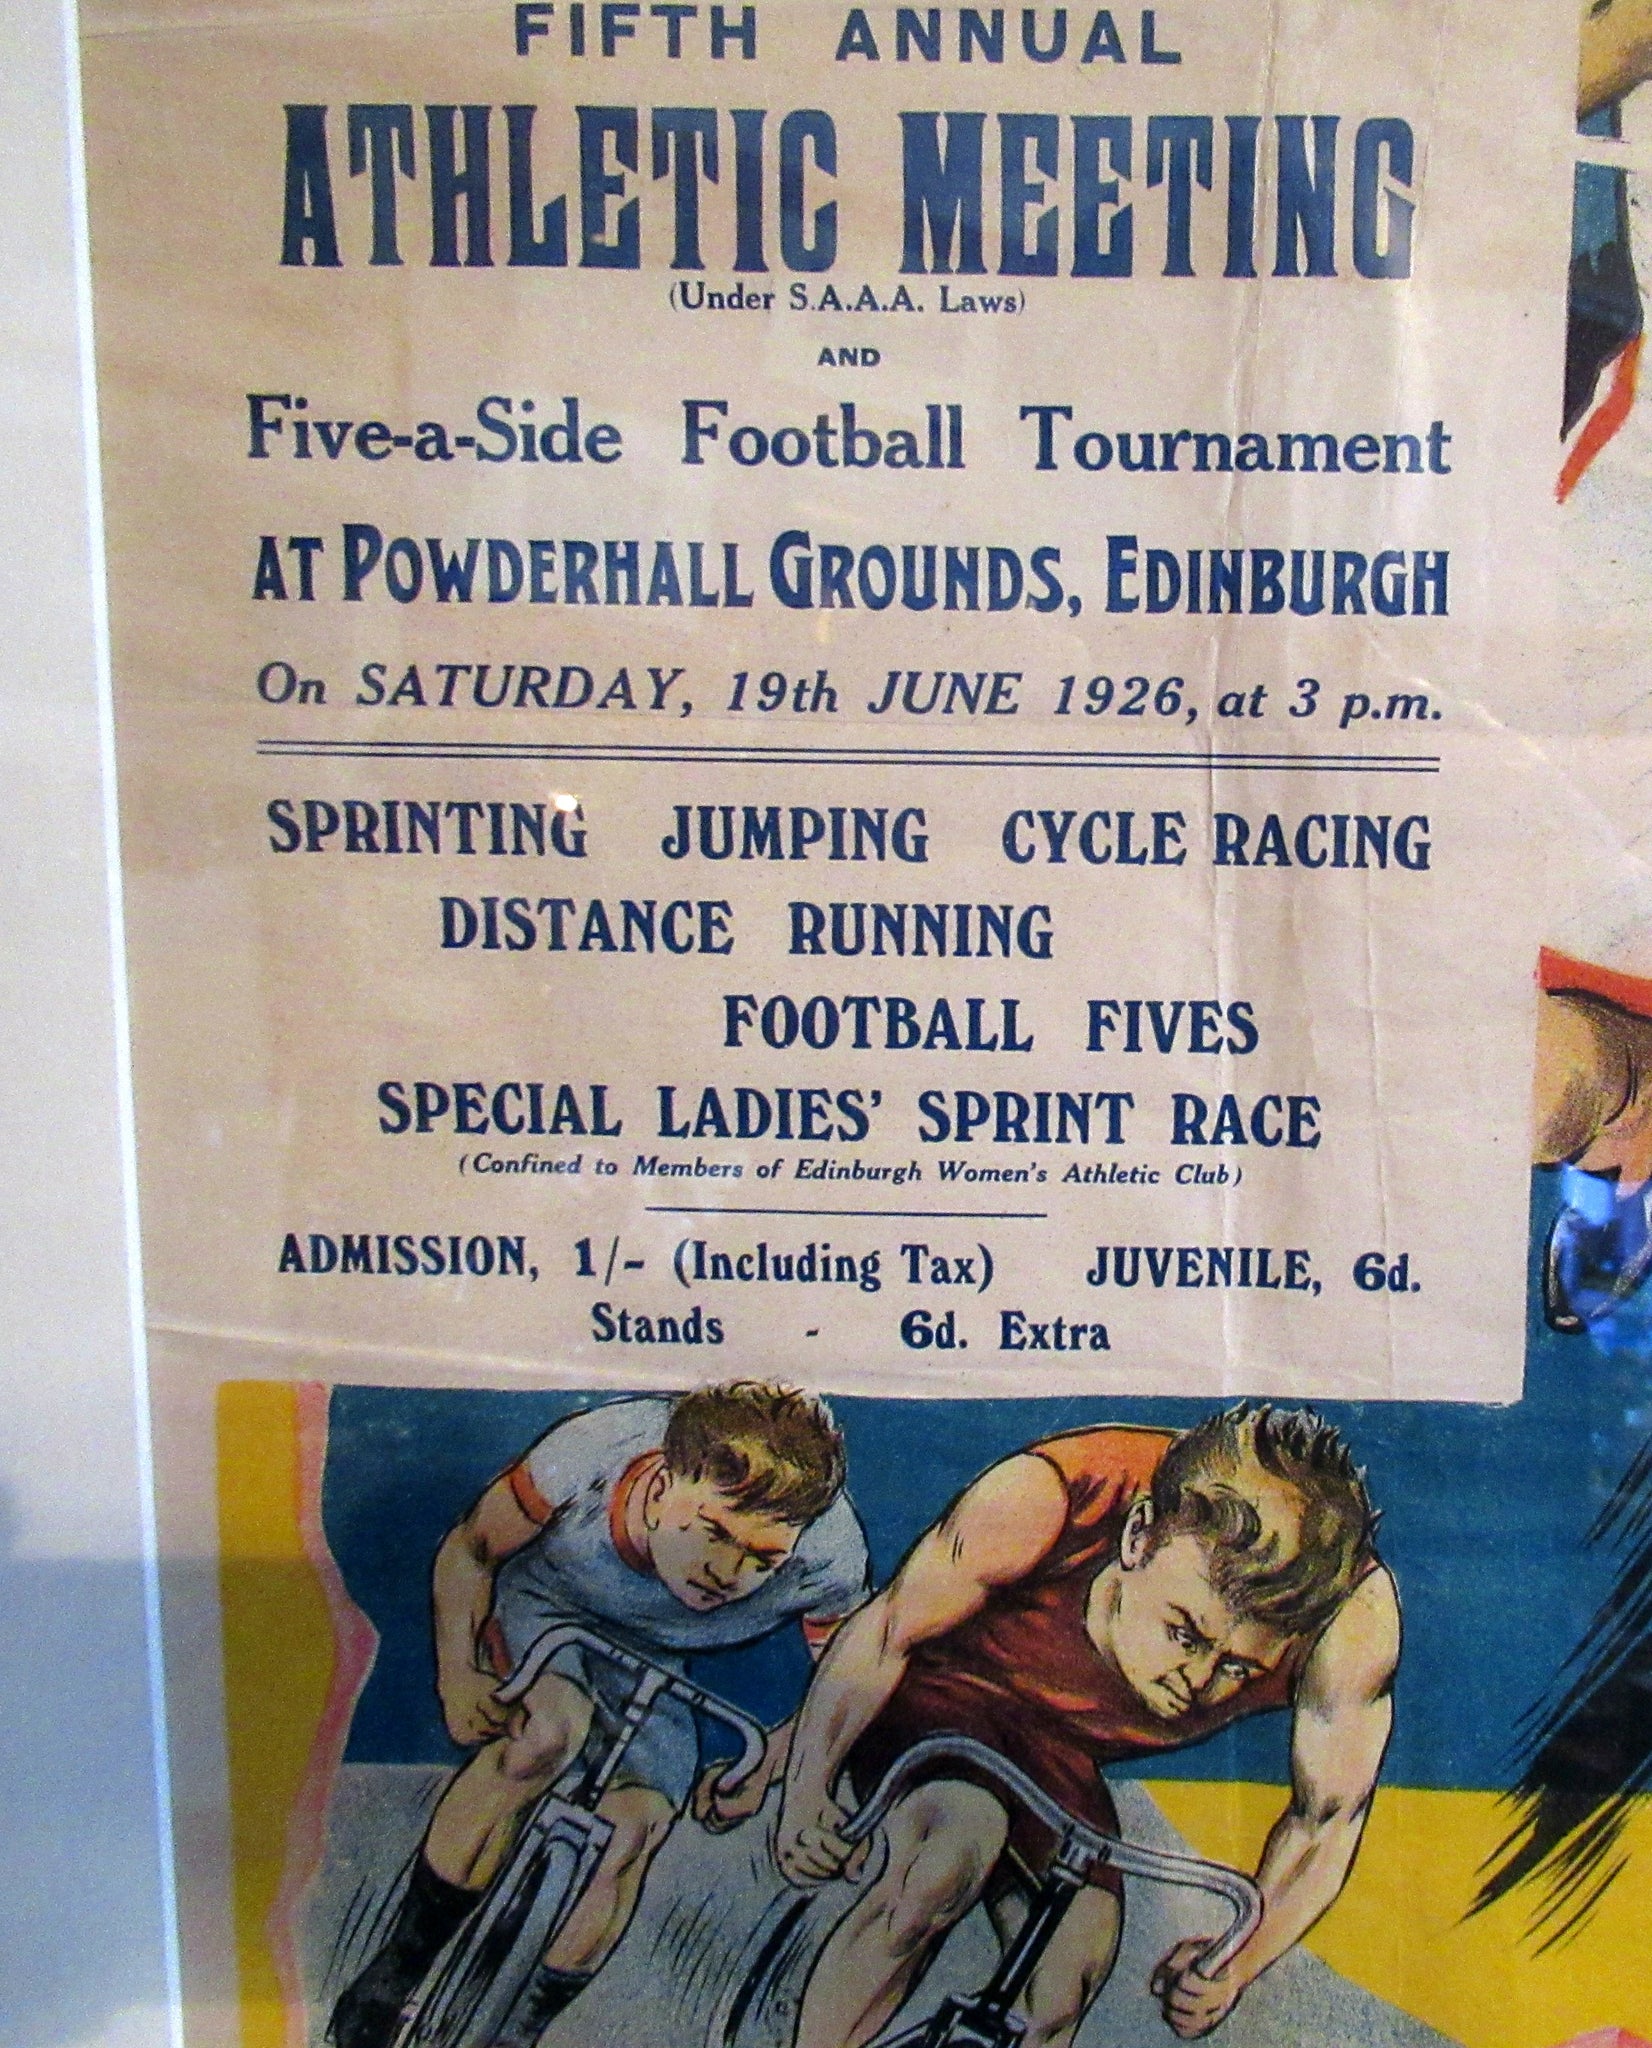 FIFTH ANNUAL
ATHLETIC MEETING
(Under S.A.A.A. Laws)
AND
Five-a-Side Football Tournament
AT POWDERHALL GROUNDS, EDINBURGH
On SATURDAY, 19th JUNE 1926, at 3 p.m.
SPRINTING JUMPING CYCLE RACING
DISTANCE RUNNING
FOOTBALL FIVES
SPECIAL LADIES' SPRINT RACE
(Confined to Members of Edinburgh Women's Athletic Club)
ADMISSION, 1/- (Including Tax) JUVENILE, 6d.
Stands - 6d. Extra